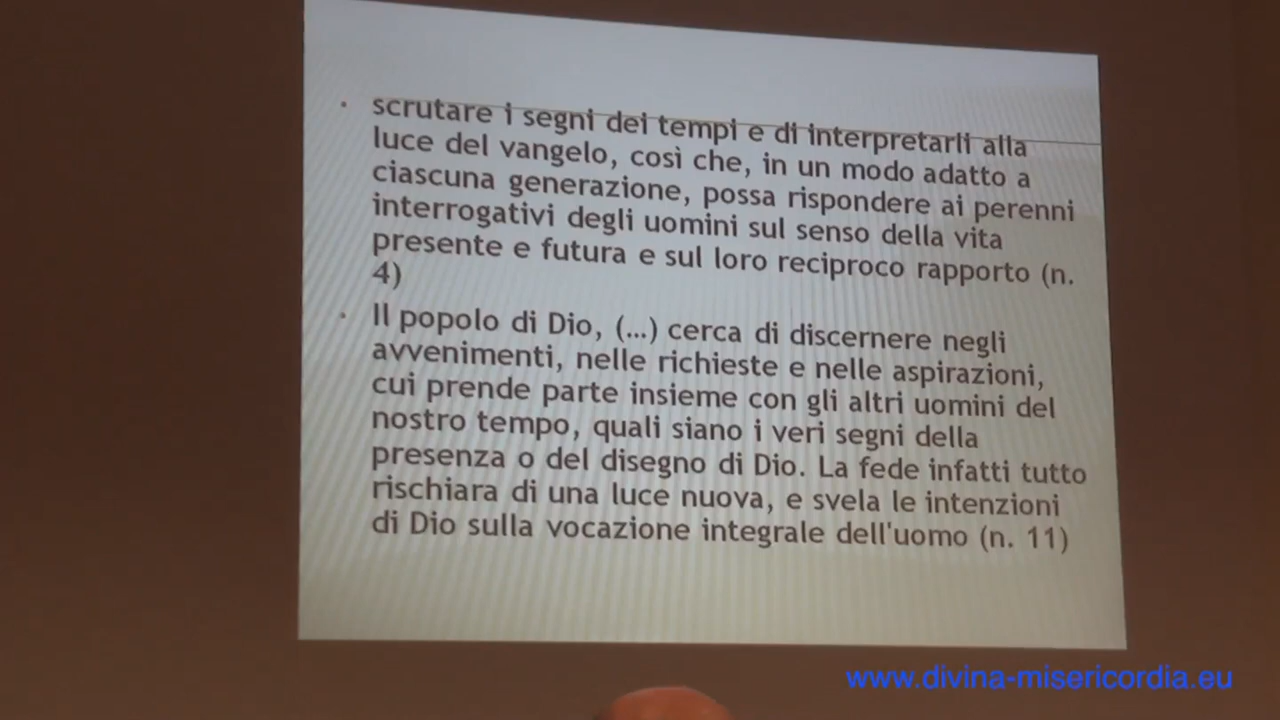 • scrutare i segni dei tempi e di interpretarli alla
luce del vangelo, così che, in un modo adatto a
ciascuna generazione, possa rispondere ai perenni
interrogativi degli uomini sul senso della vita
presente e futura e sul loro reciproco rapporto (n.
4)
• Il popolo di Dio, (...) cerca di discernere negli
avvenimenti, nelle richieste e nelle aspirazioni,
cui prende parte insieme con gli altri uomini del
nostro tempo, quali siano i veri segni della
presenza o del disegno di Dio. La fede infatti tutto
rischiara di una luce nuova, e svela le intenzioni
di Dio sulla vocazione integrale dell'uomo (n. 11)
www.divina-misericordia.eu